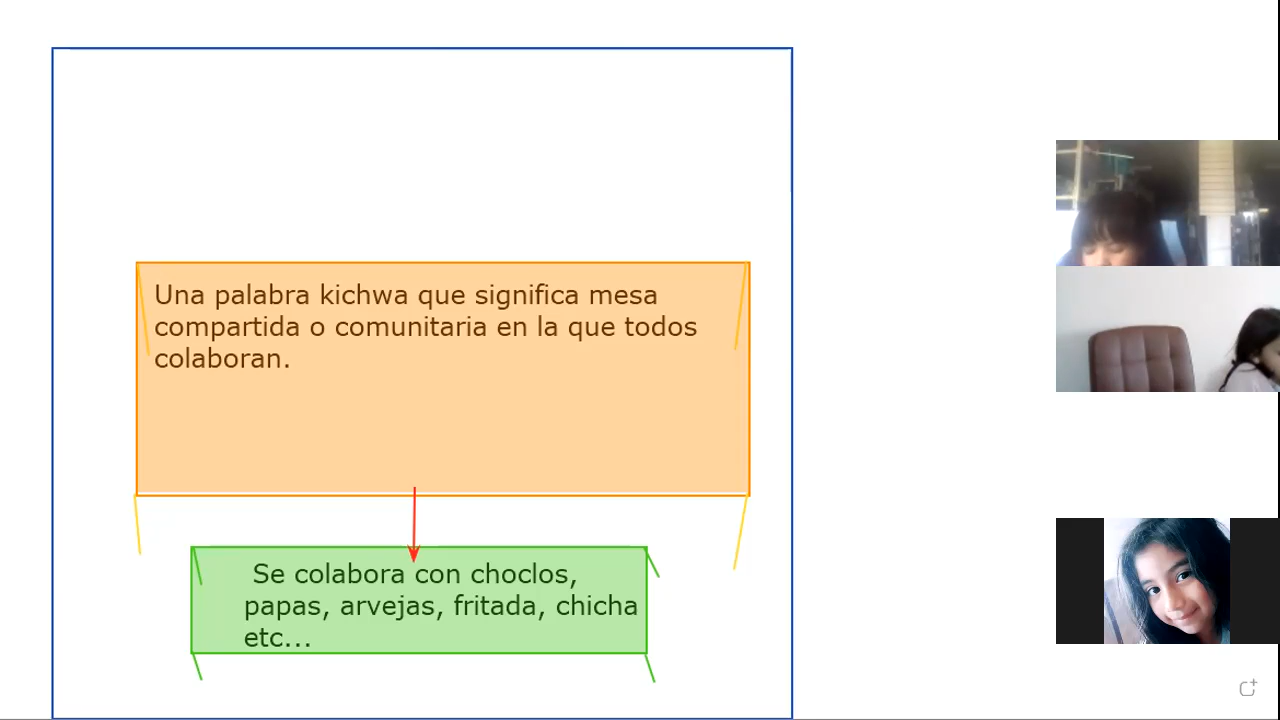 Una palabra kichwa que significa mesa
compartida o comunitaria en la que todos
colaboran.
Se colabora con choclos,
papas, arvejas, fritada, chicha
etc...